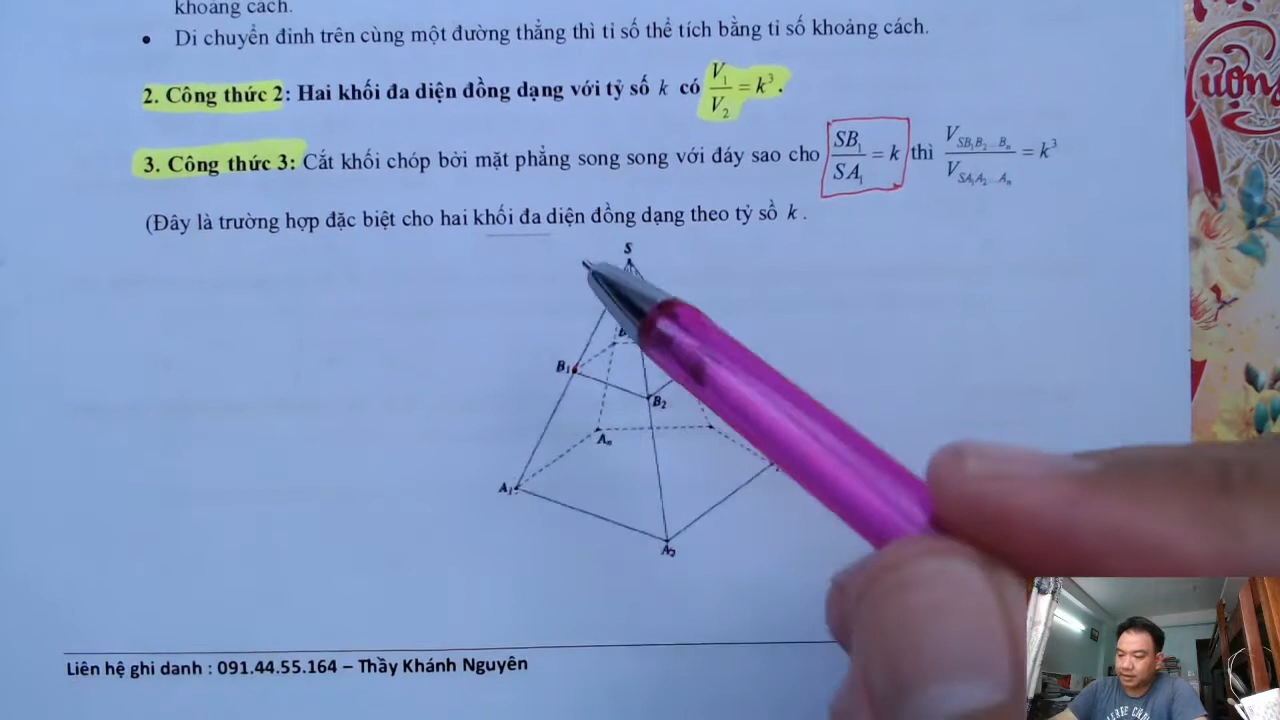 khoảng cách.
• Di chuyển đỉnh trên cùng một đường thẳng thì tỉ số thể tích bằng tỉ số khoảng cách.
2. Công thức 2: Hai khối đa diện đồng dạng với tỷ số k có V₁/V₂ = k³.
3. Công thức 3: Cắt khối chóp bởi mặt phẳng song song với đáy sao cho SB₁/SA₁ = k thì V_{SB₁B₂...Bₙ}/V_{SA₁A₂...Aₙ} = k³
(Đây là trường hợp đặc biệt cho hai khối đa diện đồng dạng theo tỷ số k.
S
B₁
B₂
Aₙ
A₁
A₂
Liên hệ ghi danh : 091.44.55.164 – Thầy Khánh Nguyên